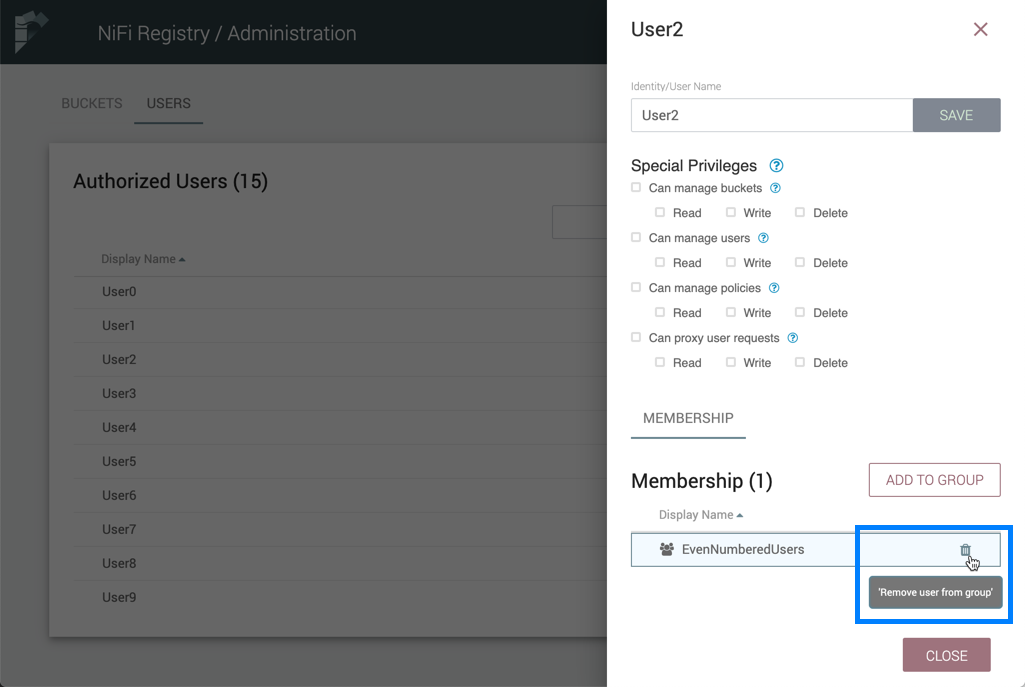 NiFi Registry / Administration
BUCKETS USERS
Authorized Users (15)
Display Name
User0
User1
User2
User3
User4
User5
User6
User7
User8
User9
User2
Identity/User Name
User2 SAVE
Special Privileges ?
Can manage buckets ?
Read Write Delete
Can manage users ?
Read Write Delete
Can manage policies ?
Read Write Delete
Can proxy user requests ?
Read Write Delete
MEMBERSHIP
Membership (1) ADD TO GROUP
Display Name
EvenNumberedUsers
'Remove user from group'
CLOSE